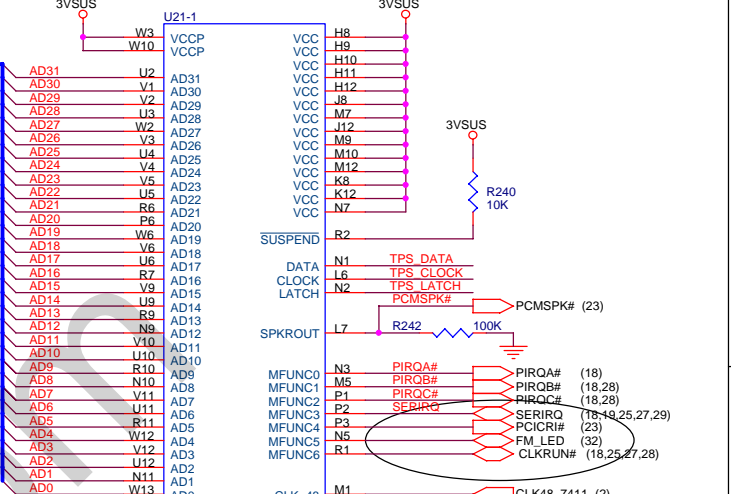 3VSUS 3VSUS
U21-1
W3 VCCP VCC H8
W10 VCCP VCC H9
VCC H10
AD31 U2 AD31 VCC H11
AD30 V1 AD30 VCC H12
AD29 V2 AD29 VCC J8
AD28 U3 AD28 VCC M7
AD27 W2 AD27 VCC J12 3VSUS
AD26 V3 AD26 VCC M9
AD25 U4 AD25 VCC M10
AD24 V4 AD24 VCC M12
AD23 V5 AD23 VCC K8
AD22 U5 AD22 VCC K12 R240
AD21 R6 AD21 VCC N7 10K
AD20 P6 AD20
AD19 W6 AD19 SUSPEND R2
AD18 V6 AD18
AD17 U6 AD17 DATA N1 TPS_DATA
AD16 R7 AD16 CLOCK L6 TPS_CLOCK
AD15 V9 AD15 LATCH N2 TPS_LATCH
AD14 U9 AD14 PCMSPK# PCMSPK# (23)
AD13 R9 AD13
AD12 N9 AD12 SPKROUT L7 R242 100K
AD11 V10 AD11
AD10 U10 AD10
AD9 R10 AD9 MFUNC0 N3 PIRQA# PIRQA# (18)
AD8 N10 AD8 MFUNC1 M5 PIRQB# PIRQB# (18,28)
AD7 V11 AD7 MFUNC2 P1 PIRQC# PIRQC# (18,28)
AD6 U11 AD6 MFUNC3 P2 SERIRQ SERIRQ (18,19,25,27,29)
AD5 R11 AD5 MFUNC4 P3 PCICRI# (23)
AD4 W12 AD4 MFUNC5 N5 FM_LED (32)
AD3 V12 AD3 MFUNC6 R1 CLKRUN# (18,25,27,28)
AD2 U12 AD2
AD1 N11 AD1
AD0 W13 AD0 CLK_48 M1 CLK48_7411 (2)